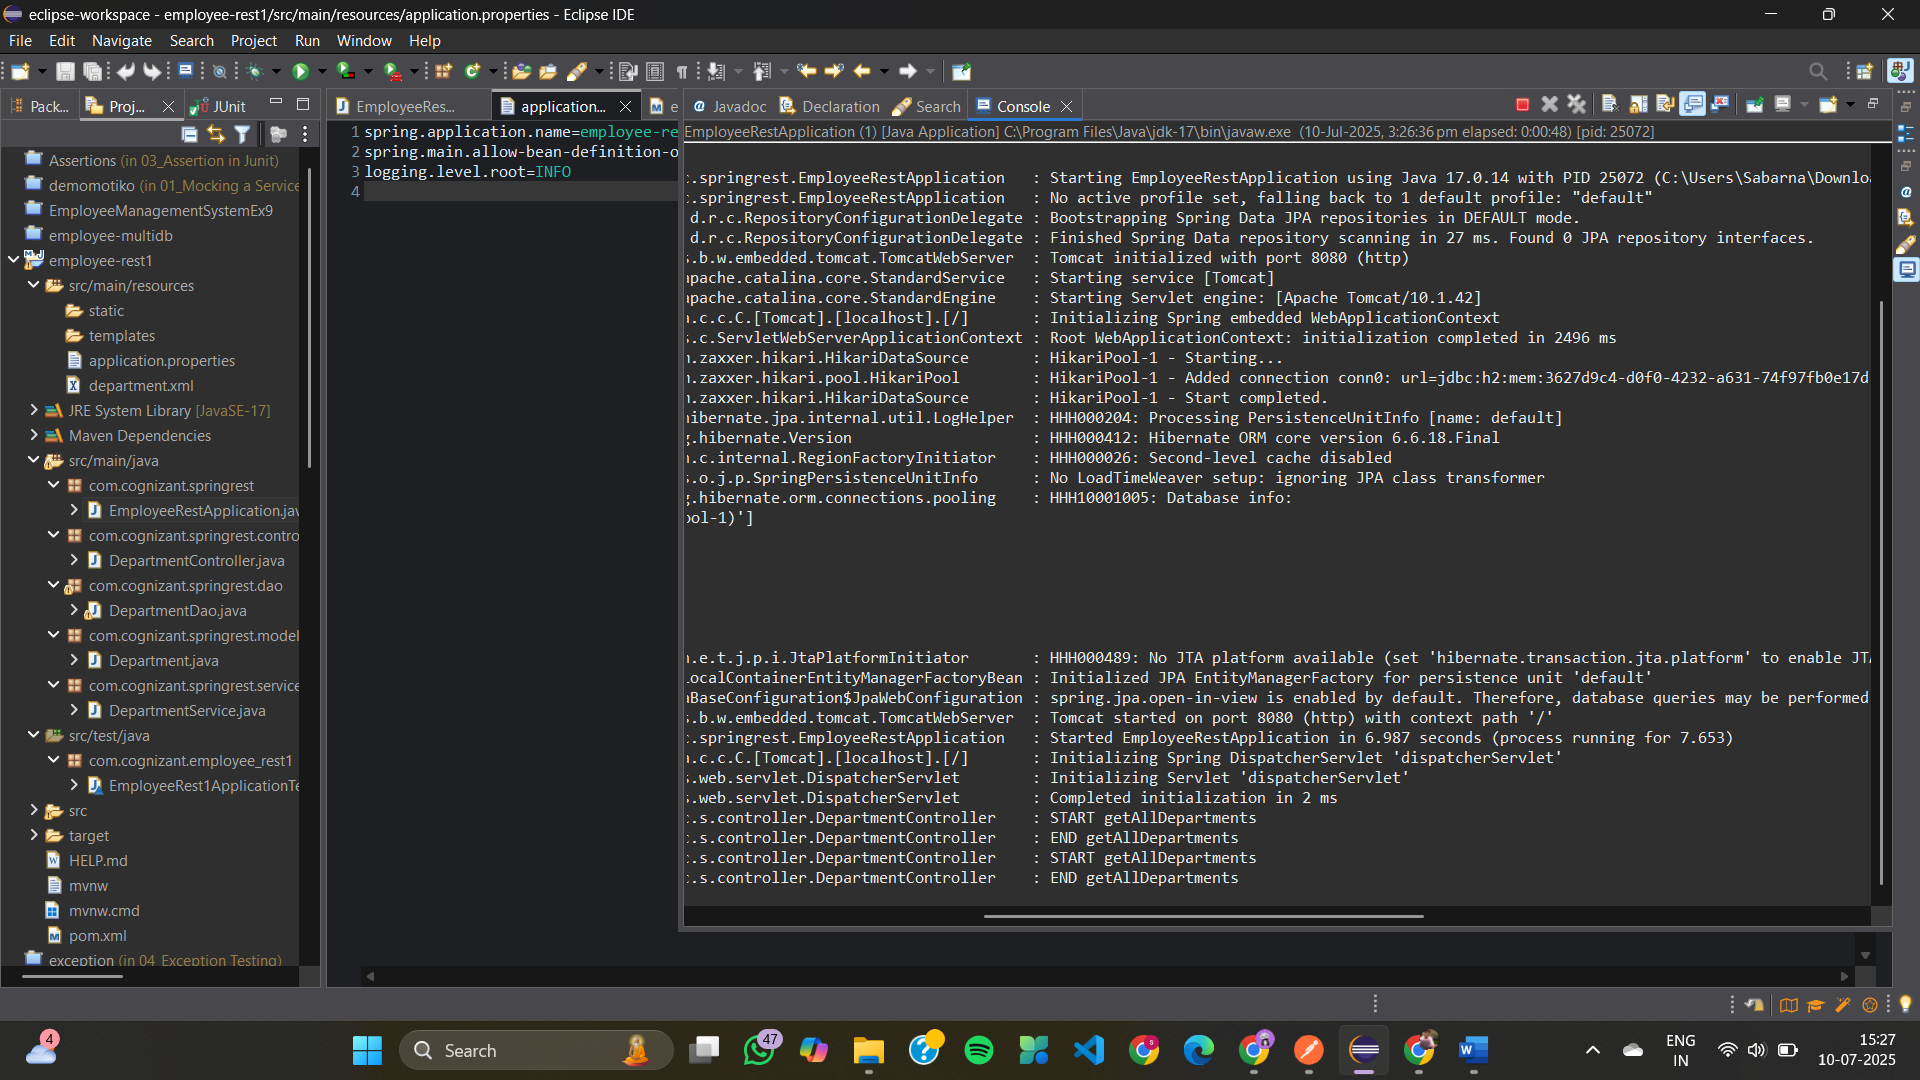 eclipse-workspace - employee-rest1/src/main/resources/application.properties - Eclipse IDE
File Edit Navigate Search Project Run Window Help
Pack... Proj... JUnit
EmployeeRes... application... e
Javadoc Declaration Search Console
Assertions (in 03_Assertion in Junit)
demomotiko (in 01_Mocking a Service
EmployeeManagementSystemEx9
employee-multidb
employee-rest1
src/main/resources
static
templates
application.properties
department.xml
JRE System Library [JavaSE-17]
Maven Dependencies
src/main/java
com.cognizant.springrest
EmployeeRestApplication.jav
com.cognizant.springrest.contro
DepartmentController.java
com.cognizant.springrest.dao
DepartmentDao.java
com.cognizant.springrest.model
Department.java
com.cognizant.springrest.service
DepartmentService.java
src/test/java
com.cognizant.employee_rest1
EmployeeRest1ApplicationTe
src
target
HELP.md
mvnw
mvnw.cmd
pom.xml
exception (in 04_Exception Testing)
1 spring.application.name=employee-re
2 spring.main.allow-bean-definition-o
3 logging.level.root=INFO
4
EmployeeRestApplication (1) [Java Application] C:\Program Files\Java\jdk-17\bin\javaw.exe (10-Jul-2025, 3:26:36 pm elapsed: 0:00:48) [pid: 25072]
.springrest.EmployeeRestApplication : Starting EmployeeRestApplication using Java 17.0.14 with PID 25072 (C:\Users\Sabarna\Downlo
.springrest.EmployeeRestApplication : No active profile set, falling back to 1 default profile: "default"
d.r.c.RepositoryConfigurationDelegate : Bootstrapping Spring Data JPA repositories in DEFAULT mode.
d.r.c.RepositoryConfigurationDelegate : Finished Spring Data repository scanning in 27 ms. Found 0 JPA repository interfaces.
.b.w.embedded.tomcat.TomcatWebServer : Tomcat initialized with port 8080 (http)
pache.catalina.core.StandardService : Starting service [Tomcat]
pache.catalina.core.StandardEngine : Starting Servlet engine: [Apache Tomcat/10.1.42]
.c.c.C.[Tomcat].[localhost].[/] : Initializing Spring embedded WebApplicationContext
.c.ServletWebServerApplicationContext : Root WebApplicationContext: initialization completed in 2496 ms
.zaxxer.hikari.HikariDataSource : HikariPool-1 - Starting...
.zaxxer.hikari.pool.HikariPool : HikariPool-1 - Added connection conn0: url=jdbc:h2:mem:3627d9c4-d0f0-4232-a631-74f97fb0e17d
.zaxxer.hikari.HikariDataSource : HikariPool-1 - Start completed.
ibernate.jpa.internal.util.LogHelper : HHH000204: Processing PersistenceUnitInfo [name: default]
.hibernate.Version : HHH000412: Hibernate ORM core version 6.6.18.Final
.c.internal.RegionFactoryInitiator : HHH000026: Second-level cache disabled
.o.j.p.SpringPersistenceUnitInfo : No LoadTimeWeaver setup: ignoring JPA class transformer
.hibernate.orm.connections.pooling : HHH10001005: Database info:
ool-1)']
.e.t.j.p.i.JtaPlatformInitiator : HHH000489: No JTA platform available (set 'hibernate.transaction.jta.platform' to enable JT
ocalContainerEntityManagerFactoryBean : Initialized JPA EntityManagerFactory for persistence unit 'default'
BaseConfiguration$JpaWebConfiguration : spring.jpa.open-in-view is enabled by default. Therefore, database queries may be performed
.b.w.embedded.tomcat.TomcatWebServer : Tomcat started on port 8080 (http) with context path '/'
.springrest.EmployeeRestApplication : Started EmployeeRestApplication in 6.987 seconds (process running for 7.653)
.c.c.C.[Tomcat].[localhost].[/] : Initializing Spring DispatcherServlet 'dispatcherServlet'
.web.servlet.DispatcherServlet : Initializing Servlet 'dispatcherServlet'
.web.servlet.DispatcherServlet : Completed initialization in 2 ms
.s.controller.DepartmentController : START getAllDepartments
.s.controller.DepartmentController : END getAllDepartments
.s.controller.DepartmentController : START getAllDepartments
.s.controller.DepartmentController : END getAllDepartments
4
Search
47
ENG
IN
15:27
10-07-2025